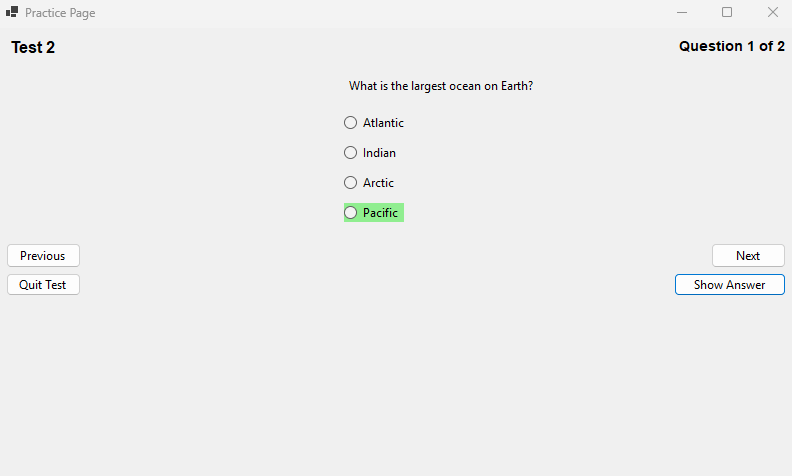 Practice Page
Test 2
Question 1 of 2
What is the largest ocean on Earth?
Atlantic
Indian
Arctic
Pacific
Previous
Next
Quit Test
Show Answer